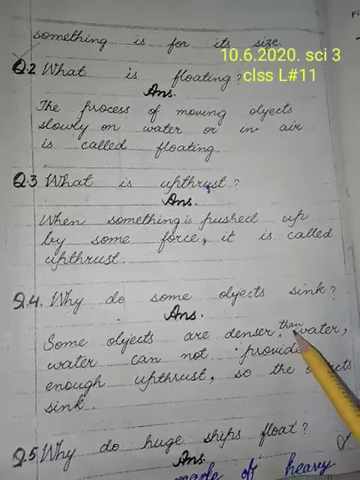 something is for its size
10.6.2020. sci 3
clss L#11
Q.2 What is floating?
Ans.
The process of moving objects
slowly on water or in air
is called floating.
Q.3 What is upthrust?
Ans.
When something is pushed up
by some force, it is called
upthrust.
Q.4. Why do some objects sink?
Ans.
Some objects are denser than water,
water can not provide
enough upthrust, so the objects
sink.
Q.5 Why do huge ships float?
Ans.
made of heavy